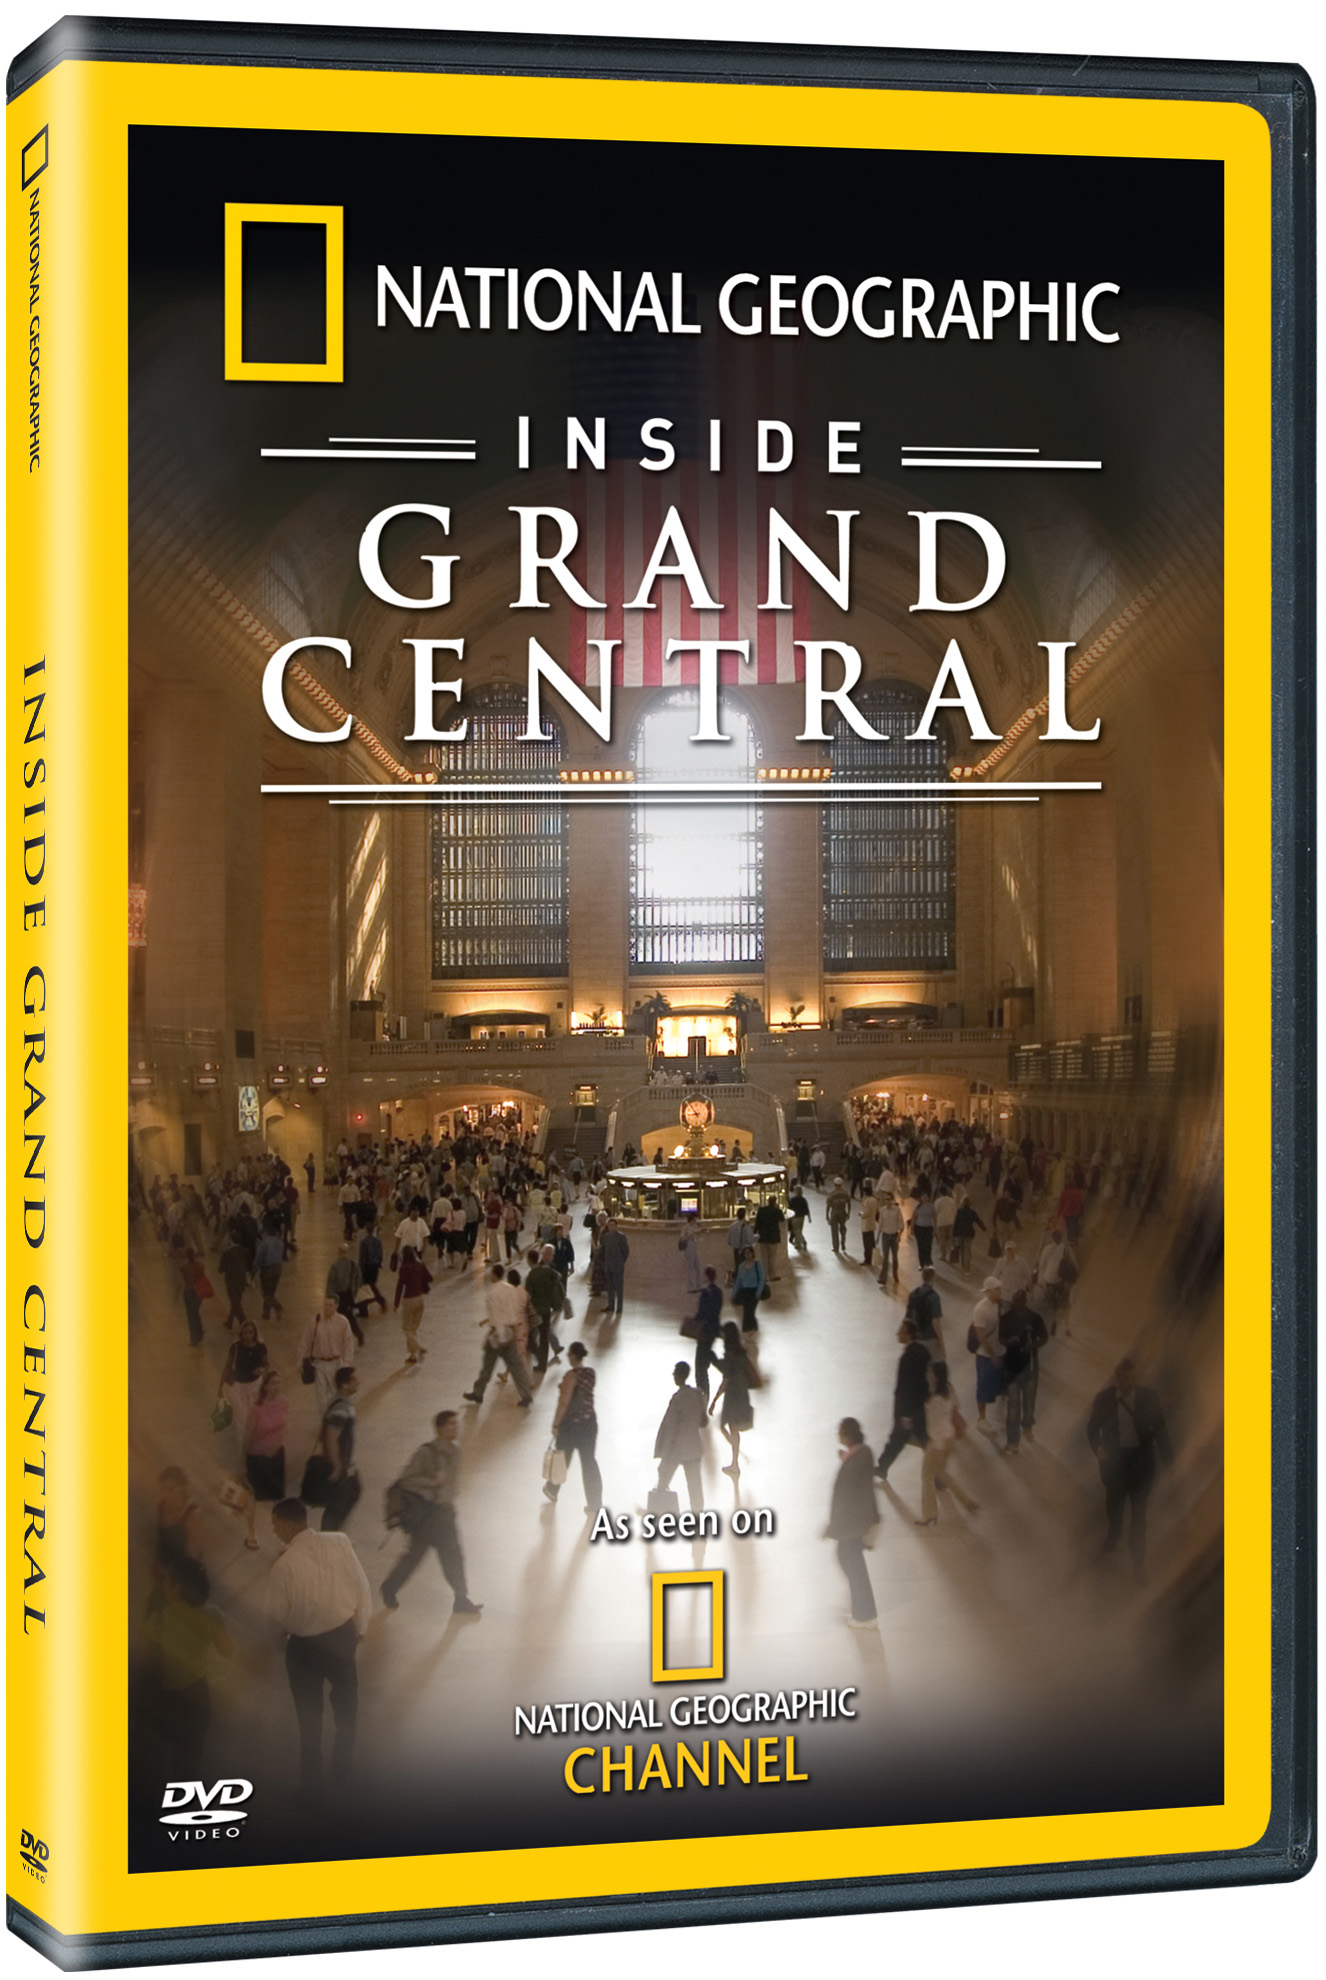 NATIONAL GEOGRAPHIC
INSIDE GRAND CENTRAL
DVD
VIDEO
NATIONAL GEOGRAPHIC
INSIDE
GRAND
CENTRAL
As seen on
NATIONAL GEOGRAPHIC
CHANNEL
DVD
VIDEO